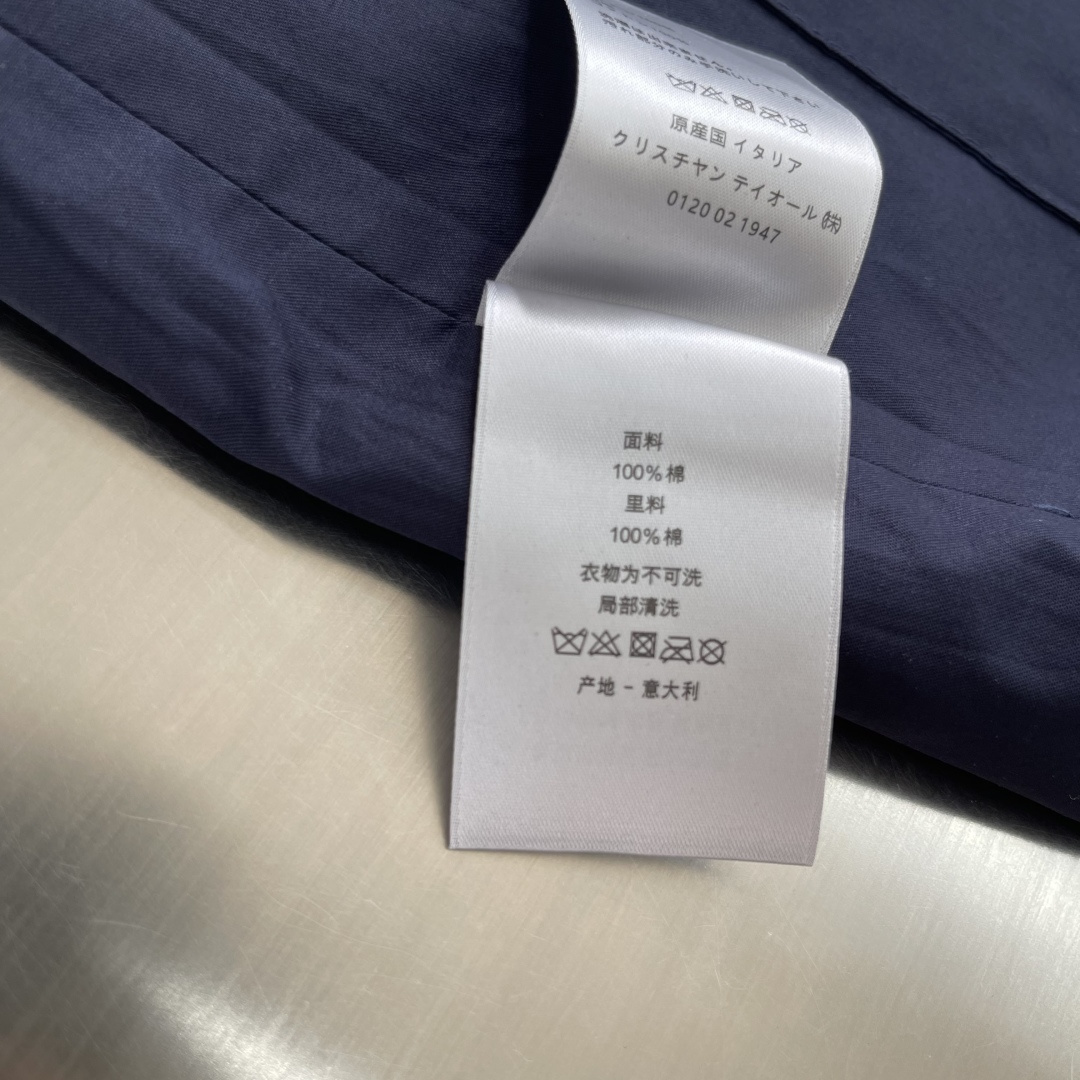 原産国 イタリア
クリスチャン デイオール ㈱
0120 02 1947
面料
100% 棉
里料
100% 棉
衣物为不可洗
局部清洗
产地 - 意大利